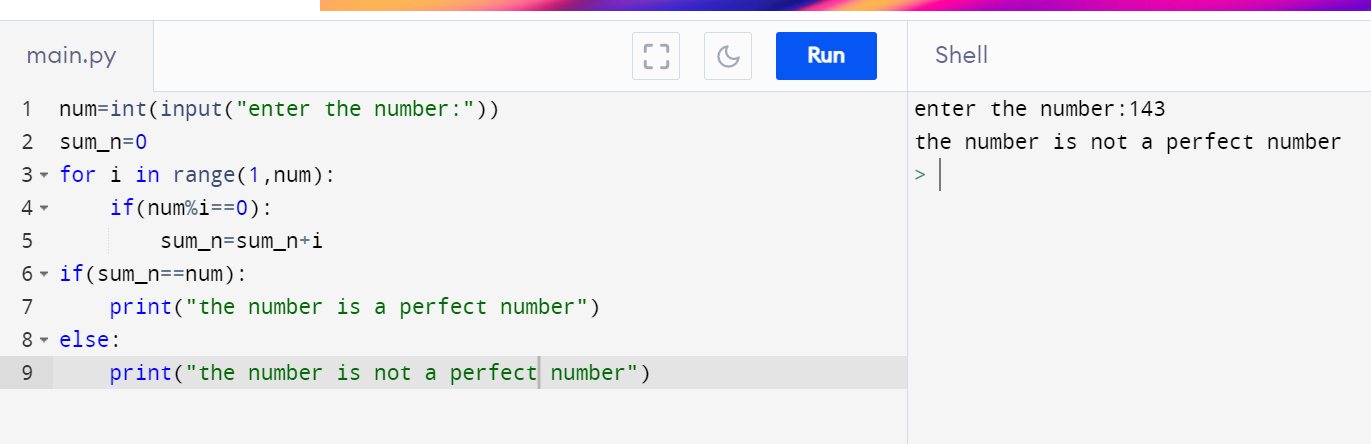 main.py
Run
Shell
1 num=int(input("enter the number:"))
2 sum_n=0
3 for i in range(1,num):
4     if(num%i==0):
5         sum_n=sum_n+i
6 if(sum_n==num):
7     print("the number is a perfect number")
8 else:
9     print("the number is not a perfect number")
enter the number:143
the number is not a perfect number
>